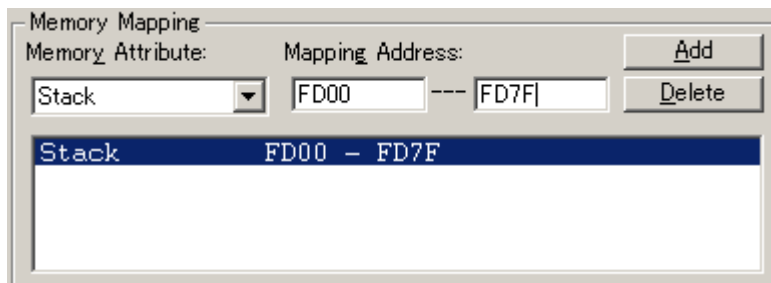 Memory Mapping
Memory Attribute: Mapping Address: Add
Stack FD00 --- FD7F Delete
Stack FD00 - FD7F